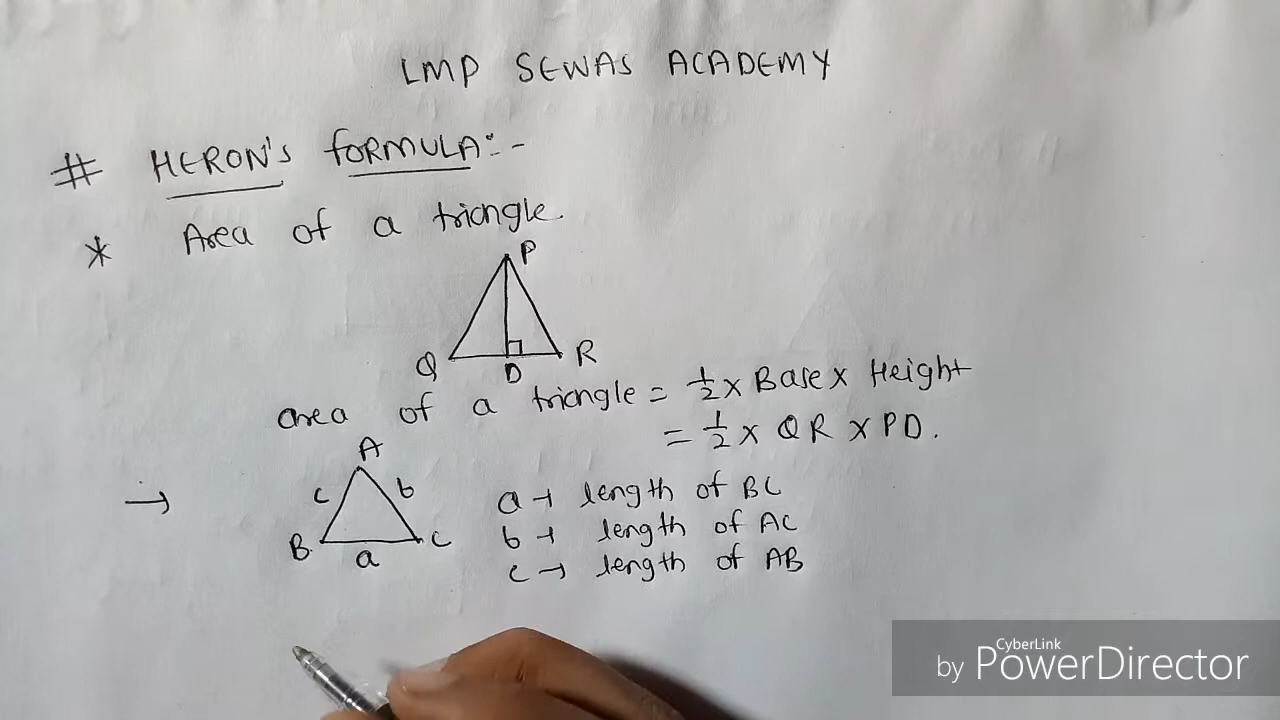 LMP SEWAS ACADEMY
# HERON'S FORMULA:-
* Area of a triangle.
P
Q D R
area of a triangle = 1/2 × Base × Height
= 1/2 × QR × PD.
→
A
c b
B a C
a → length of BC
b → length of AC
c → length of AB
CyberLink
by PowerDirector